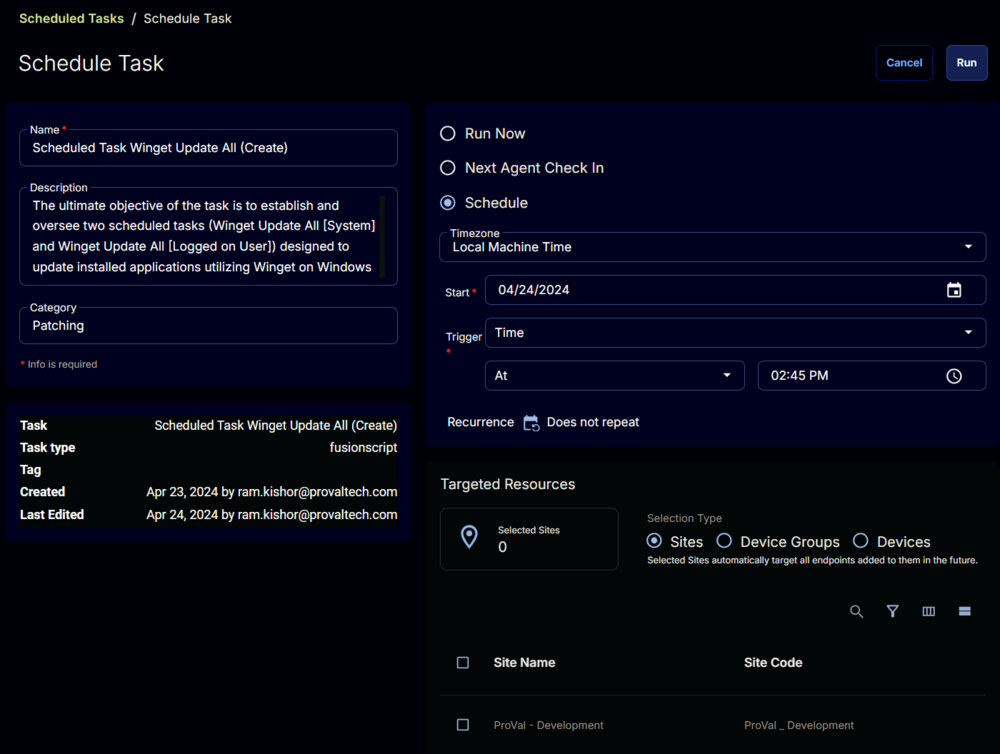 Scheduled Tasks / Schedule Task
Schedule Task
Cancel
Run
Name *
Scheduled Task Winget Update All (Create)
Description
The ultimate objective of the task is to establish and
oversee two scheduled tasks (Winget Update All [System]
and Winget Update All [Logged on User]) designed to
update installed applications utilizing Winget on Windows
Category
Patching
* Info is required
Task Scheduled Task Winget Update All (Create)
Task type fusionscript
Tag
Created Apr 23, 2024 by ram.kishor@provaltech.com
Last Edited Apr 24, 2024 by ram.kishor@provaltech.com
Run Now
Next Agent Check In
Schedule
Timezone
Local Machine Time
Start * 04/24/2024
Trigger * Time
At 02:45 PM
Recurrence Does not repeat
Targeted Resources
Selected Sites
0
Selection Type
Sites Device Groups Devices
Selected Sites automatically target all endpoints added to them in the future.
Site Name Site Code
ProVal - Development ProVal _ Development